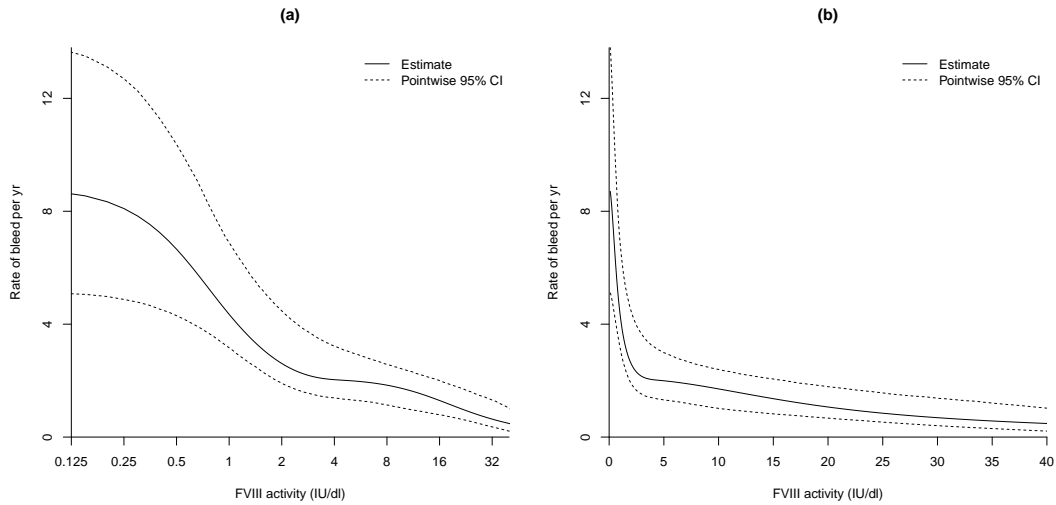 (a)
Estimate
Pointwise 95% CI
Rate of bleed per yr
12
8
4
0
0.125 0.25 0.5 1 2 4 8 16 32
FVIII activity (IU/dl)
(b)
Estimate
Pointwise 95% CI
Rate of bleed per yr
12
8
4
0
0 5 10 15 20 25 30 35 40
FVIII activity (IU/dl)